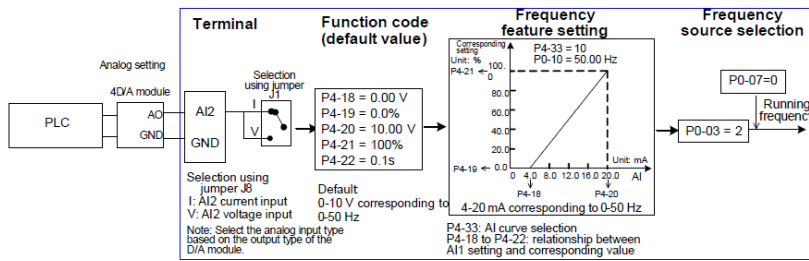 Terminal
Function code
(default value)
Frequency
feature setting
Frequency
source selection
Analog setting
4D/A module
PLC
AO
GND
AI2
GND
Selection
using jumper
J1
I
V
P4-18 = 0.00 V
P4-19 = 0.0%
P4-20 = 10.00 V
P4-21 = 100%
P4-22 = 0.1s
Corresponding
setting
Unit: %
P4-21
100.
0
80.0
60.0
40.0
20.0
P4-19
0
4.0
8.0
12.0
16.0
20.0
Unit: mA
AI
P4-18
P4-20
P4-33 = 10
P0-10 = 50.00 Hz
4-20 mA corresponding to 0-50 Hz
P0-07=0
Running
frequency
P0-03 = 2
Selection using
jumper J8
I: AI2 current input
V: AI2 voltage input
Note: Select the analog input type
based on the output type of the
D/A module.
Default:
0-10 V corresponding to
0-50 Hz
P4-33: AI curve selection
P4-18 to P4-22: relationship between
AI1 setting and corresponding value